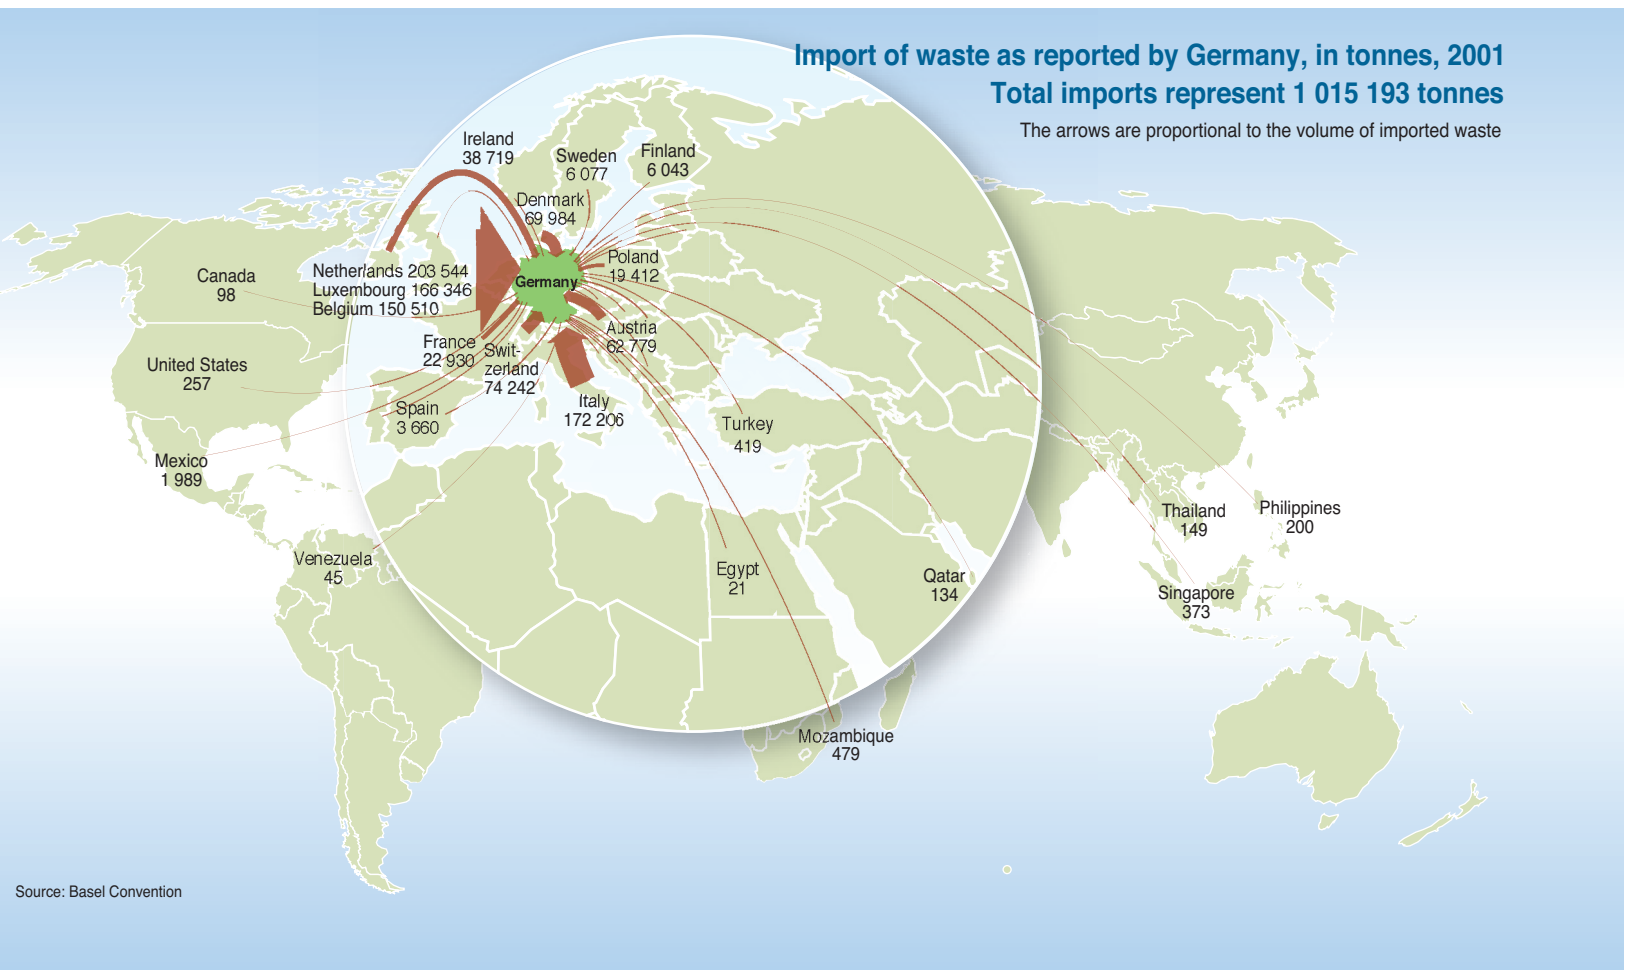 Import of waste as reported by Germany, in tonnes, 2001
Total imports represent 1 015 193 tonnes
The arrows are proportional to the volume of imported waste
Ireland
38 719
Sweden
6 077
Finland
6 043
Denmark
69 984
Poland
19 412
Germany
Netherlands 203 544
Luxembourg 166 346
Belgium 150 510
Canada
98
France
22 930
Swit-
zerland
74 242
Austria
62 779
United States
257
Spain
3 660
Italy
172 206
Turkey
419
Mexico
1 989
Venezuela
45
Egypt
21
Qatar
134
Thailand
149
Philippines
200
Singapore
373
Mozambique
479
Source: Basel Convention